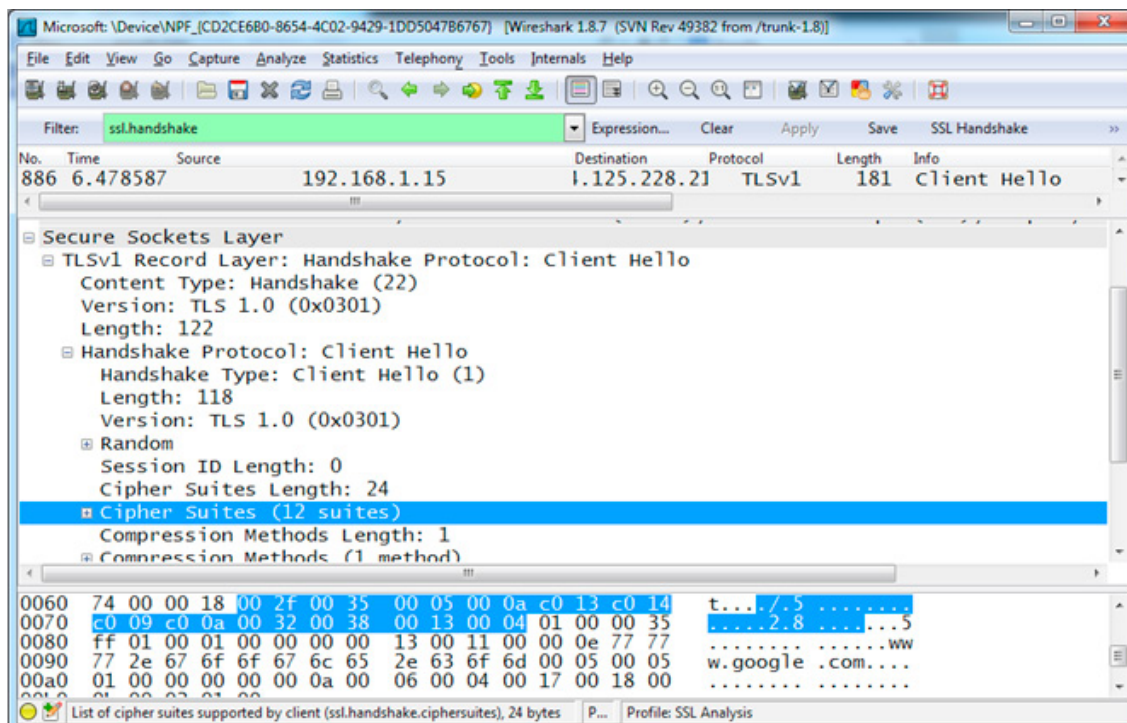 Microsoft: \Device\NPF_{CD2CE6B0-8654-4C02-9429-1DD5047B6767} [Wireshark 1.8.7 (SVN Rev 49382 from /trunk-1.8)]
File Edit View Go Capture Analyze Statistics Telephony Tools Internals Help
Filter: ssl.handshake Expression... Clear Apply Save SSL Handshake »
No. Time Source Destination Protocol Length Info
886 6.478587 192.168.1.15 4.125.228.21 TLSv1 181 Client Hello
Secure Sockets Layer
TLSv1 Record Layer: Handshake Protocol: Client Hello
Content Type: Handshake (22)
Version: TLS 1.0 (0x0301)
Length: 122
Handshake Protocol: Client Hello
Handshake Type: Client Hello (1)
Length: 118
Version: TLS 1.0 (0x0301)
Random
Session ID Length: 0
Cipher Suites Length: 24
Cipher Suites (12 suites)
Compression Methods Length: 1
Compression Methods (1 method)
0060 74 00 00 18 00 2f 00 35 00 05 00 0a c0 13 c0 14 t..../.5 ........
0070 c0 09 c0 0a 00 32 00 38 00 13 00 04 01 00 00 35 .....2.8 .......5
0080 ff 01 00 01 00 00 00 00 13 00 11 00 00 0e 77 77 ........ ......ww
0090 77 2e 67 6f 6f 67 6c 65 2e 63 6f 6d 00 05 00 05 w.google .com....
00a0 01 00 00 00 00 00 0a 00 06 00 04 00 17 00 18 00 ........ ........
List of cipher suites supported by client (ssl.handshake.ciphersuites), 24 bytes P... Profile: SSL Analysis